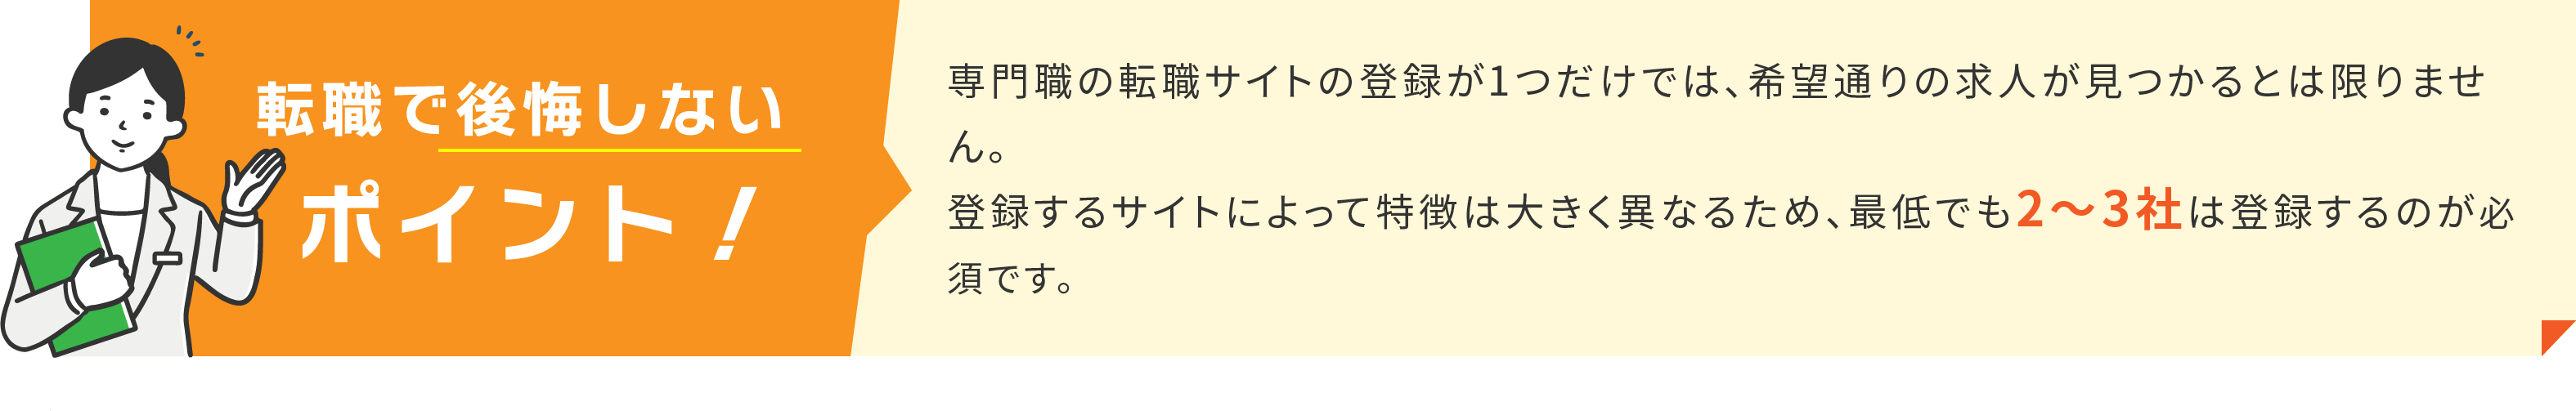 転職で後悔しない
ポイント！
専門職の転職サイトの登録が1つだけでは、希望通りの求人が見つかるとは限りませ
ん。
登録するサイトによって特徴は大きく異なるため、最低でも2～3社は登録するのが必
須です。